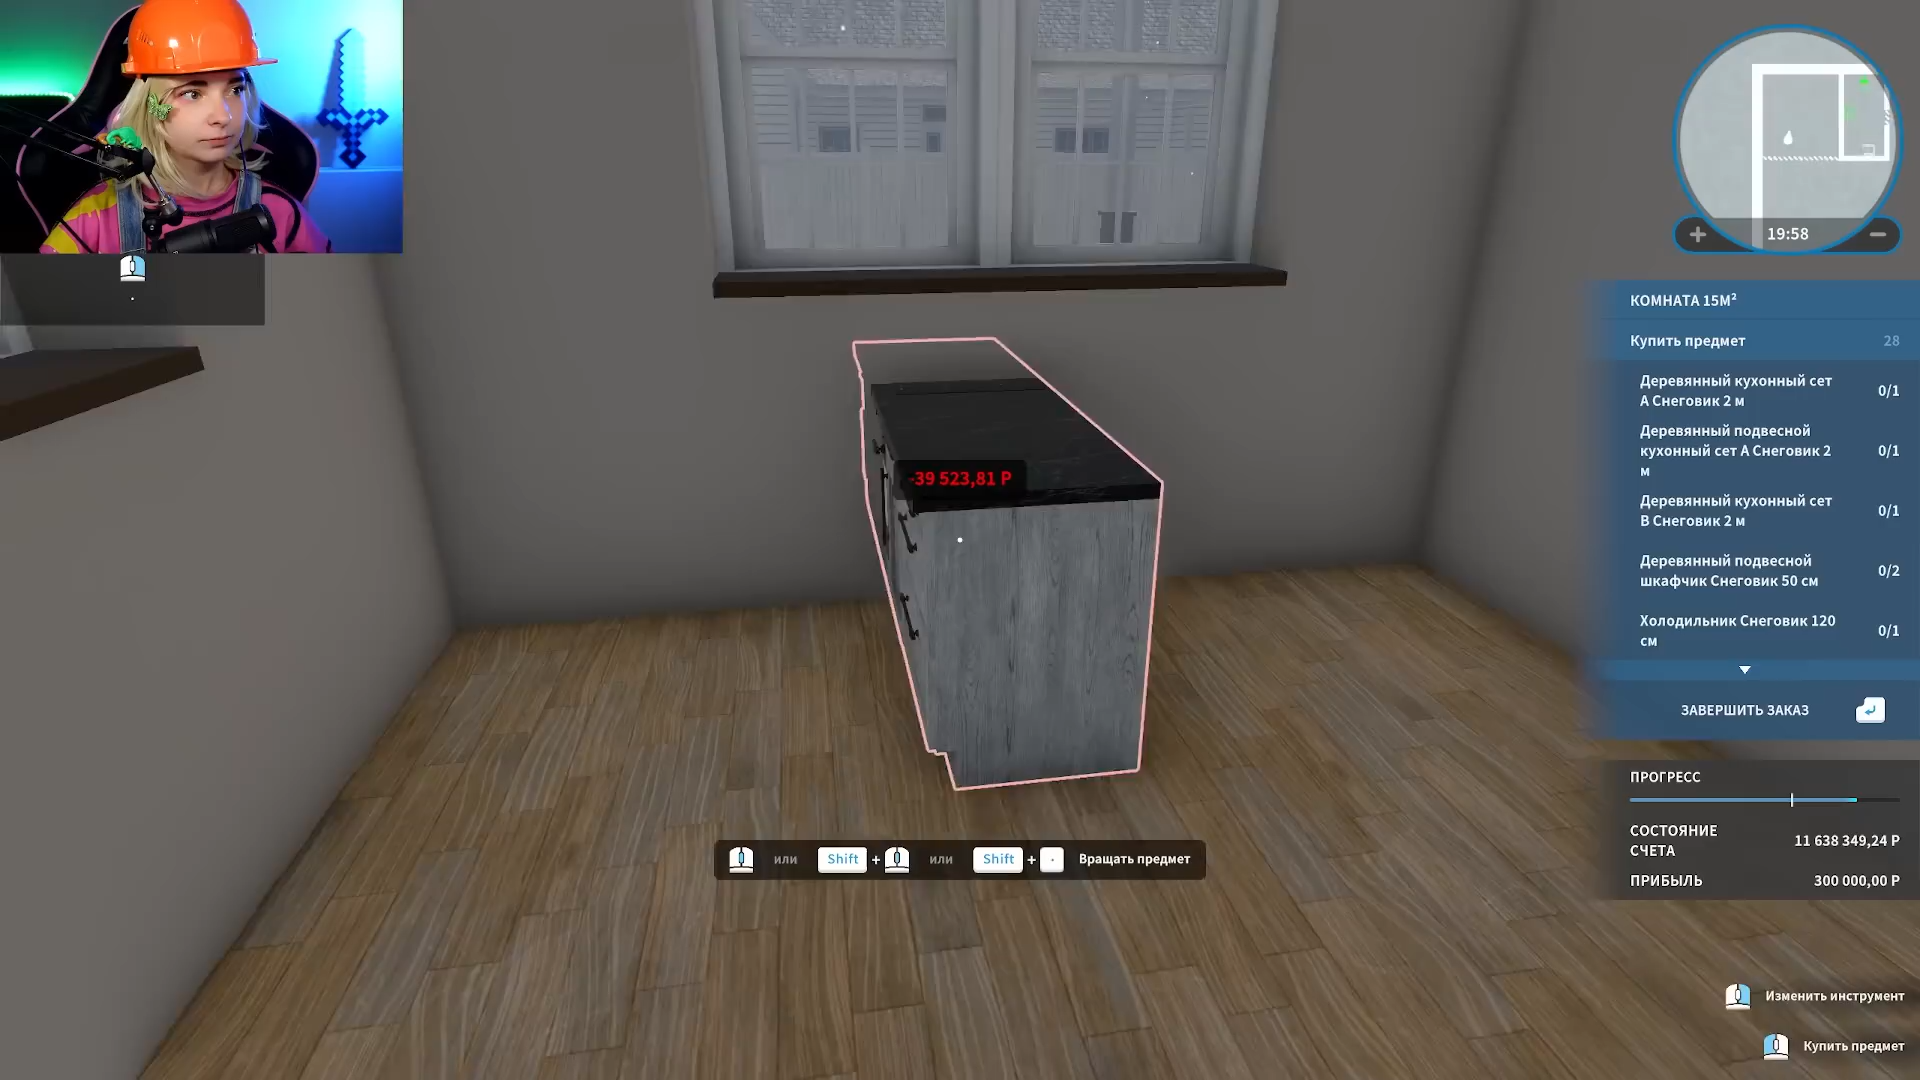 19:58
КОМНАТА 15М²
Купить предмет 28
Деревянный кухонный сет
А Снеговик 2 м
0/1
Деревянный подвесной
кухонный сет А Снеговик 2
м
0/1
Деревянный кухонный сет
В Снеговик 2 м
0/1
Деревянный подвесной
шкафчик Снеговик 50 см
0/2
Холодильник Снеговик 120
см
0/1
ЗАВЕРШИТЬ ЗАКАЗ
ПРОГРЕСС
СОСТОЯНИЕ
СЧЕТА
11 638 349,24 Р
ПРИБЫЛЬ 300 000,00 Р
-39 523,81 Р
или Shift + или Shift + . Вращать предмет
Изменить инструмент
Купить предмет